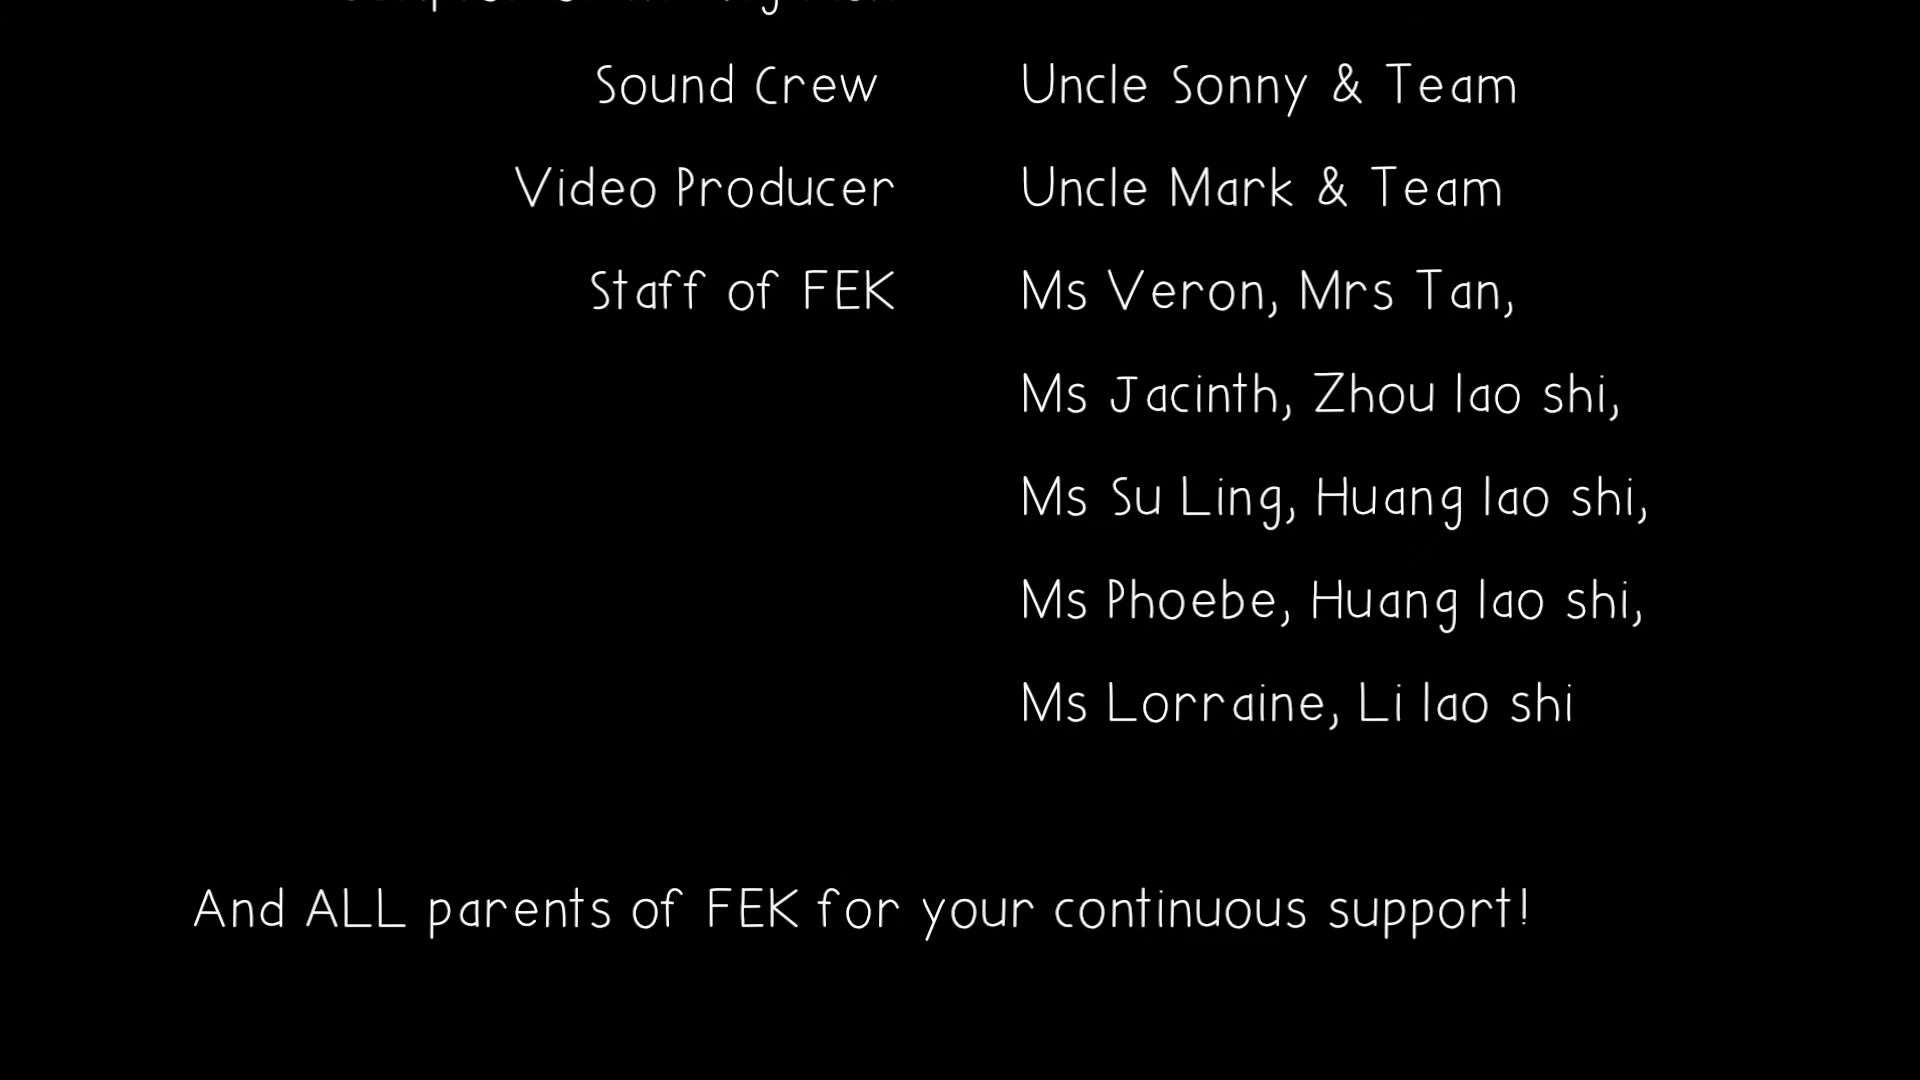 Sound Crew Uncle Sonny & Team
Video Producer Uncle Mark & Team
Staff of FEK Ms Veron, Mrs Tan,
Ms Jacinth, Zhou lao shi,
Ms Su Ling, Huang lao shi,
Ms Phoebe, Huang lao shi,
Ms Lorraine, Li lao shi
And ALL parents of FEK for your continuous support!